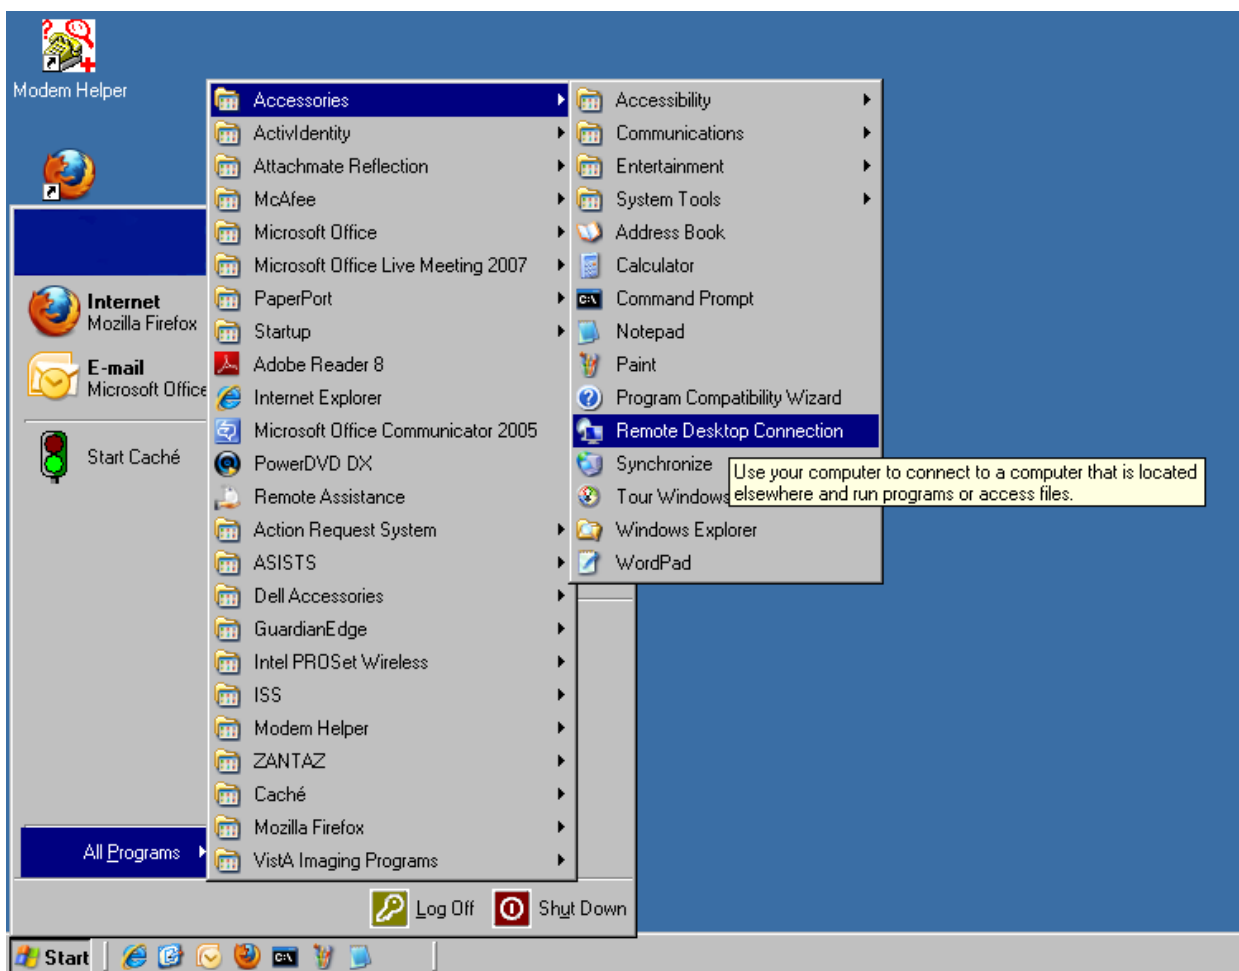 Modem Helper
Accessories
ActivIdentity
Attachmate Reflection
McAfee
Microsoft Office
Microsoft Office Live Meeting 2007
PaperPort
Startup
Adobe Reader 8
Internet Explorer
Microsoft Office Communicator 2005
PowerDVD DX
Remote Assistance
Action Request System
ASISTS
Dell Accessories
GuardianEdge
Intel PROSet Wireless
ISS
Modem Helper
ZANTAZ
Caché
Mozilla Firefox
VistA Imaging Programs
Accessibility
Communications
Entertainment
System Tools
Address Book
Calculator
Command Prompt
Notepad
Paint
Program Compatibility Wizard
Remote Desktop Connection
Synchronize
Tour Windows
Windows Explorer
WordPad
Use your computer to connect to a computer that is located
elsewhere and run programs or access files.
Internet
Mozilla Firefox
E-mail
Microsoft Office
Start Caché
All Programs
Log Off
Shut Down
Start